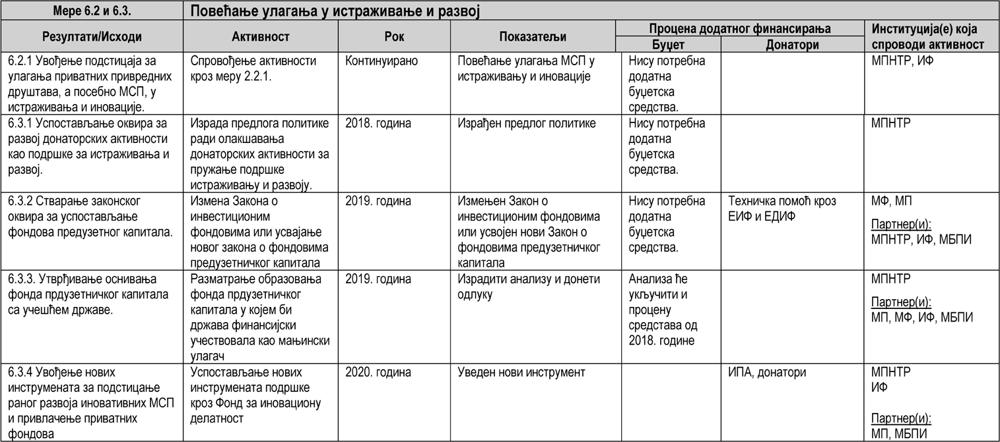 Мере 6.2 и 6.3.
Повећање улагања у истраживање и развој
Резултати/Исходи
Активност
Рок
Показатељи
Процена додатног финансирања
Буџет
Донатори
Институција(е) која
спроводи активност
6.2.1 Увођење подстицаја за
улагања приватних привредних
друштава, а посебно МСП, у
истраживања и иновације.
Спровођење активности
кроз меру 2.2.1.
Континуирано
Повећање улагања МСП у
истраживању и иновације
Нису потребна
додатна
буџетска
средства.
МПНТР, ИФ
6.3.1 Успостављање оквира за
развој донаторских активности
као подршке за истраживања и
развој.
Израда предлога политике
ради олакшавања
донаторских активности за
пружање подршке
истраживању и развоју.
2018. година
Израђен предлог политике
Нису потребна
додатна
буџетска
средства.
МПНТР
6.3.2 Стварање законског
оквира за успостављање
фондова предузетног капитала.
Измена Закона о
инвестиционим
фондовима или усвајање
новог закона о фондовима
предузетничког капитала
2019. година
Измењен Закон о
инвестиционим фондовима
или усвојен нови Закон о
фондовима предузетничког
капитала
Нису потребна
додатна
буџетска
средства.
Техничка помоћ кроз
ЕИФ и ЕДИФ
МФ, МП
Партнер(и):
МПНТР, ИФ, МБПИ
6.3.3. Утврђивање оснивања
фонда прдузетничког капитала
са учешћем државе.
Разматрање образовања
фонда прдузетничког
капитала у којем би
држава финансијски
учествовала као мањински
улагач
2019. година
Израдити анализу и донети
одлуку
Анализа ће
укључити и
процену
средстава од
2018. године
МПНТР
Партнер(и):
МП, МФ, ИФ, МБПИ
6.3.4 Увођење нових
инструмената за подстицање
раног развоја иновативних МСП
и привлачење приватних
фондова
Успостављање нових
инструмената подршке
кроз Фонд за иновациону
делатност
2020. година
Уведен нови инструмент
ИПА, донатори
МПНТР
ИФ
Партнер(и):
МП, МБПИ